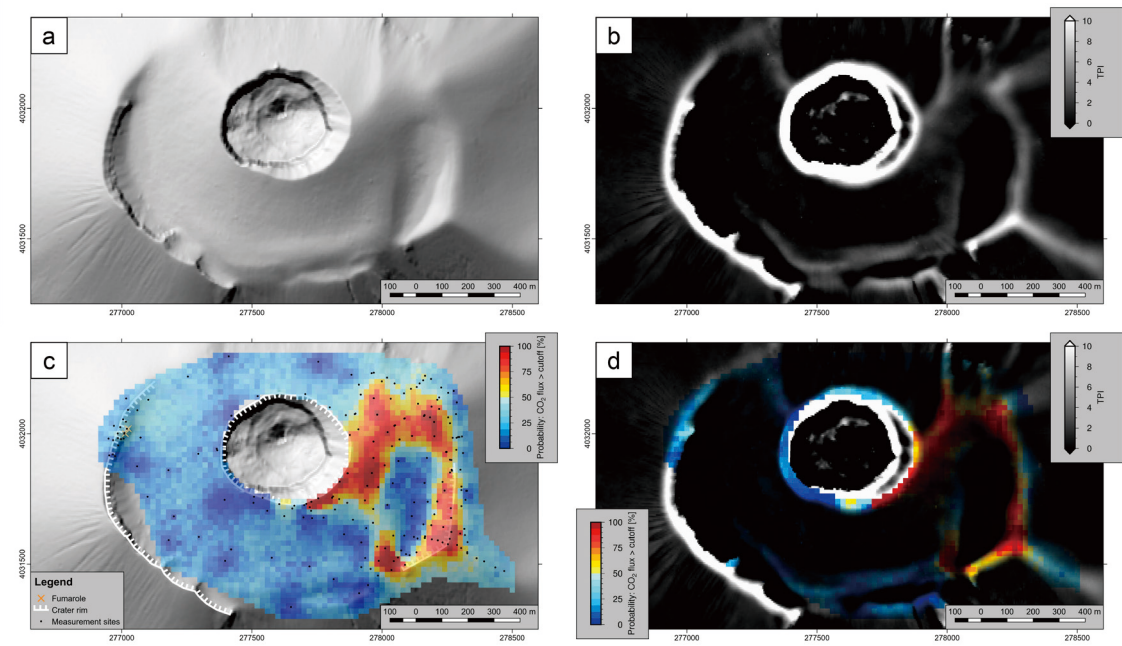 a
4032000
4031500
100 0 100 200 300 400 m
277000 277500 278000 278500
b
10
8
6
4
2
0
TPI
4032000
4031500
100 0 100 200 300 400 m
277000 277500 278000 278500
c
100
75
50
25
0
Probability: CO2 flux > cutoff [%]
4032000
4031500
Legend
Fumarole
Crater rim
Measurement sites
100 0 100 200 300 400 m
277000 277500 278000 278500
d
10
8
6
4
2
0
TPI
4032000
4031500
100
75
50
25
0
Probability: CO2 flux > cutoff [%]
100 0 100 200 300 400 m
277000 277500 278000 278500